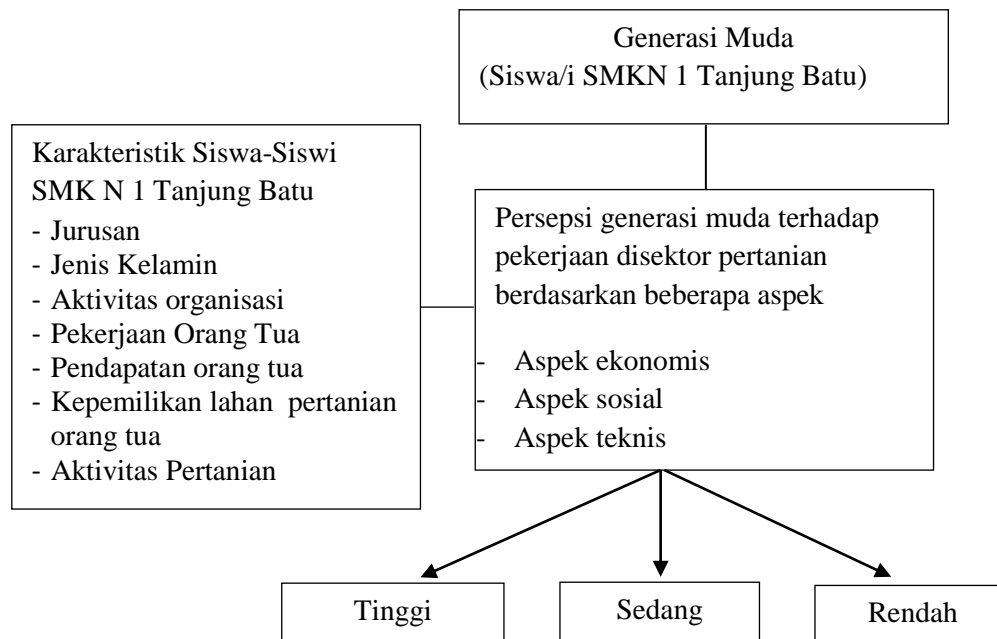 Generasi Muda
(Siswa/i SMKN 1 Tanjung Batu)
Karakteristik Siswa-Siswi
SMK N 1 Tanjung Batu
- Jurusan
- Jenis Kelamin
- Aktivitas organisasi
- Pekerjaan Orang Tua
- Pendapatan orang tua
- Kepemilikan lahan pertanian
orang tua
- Aktivitas Pertanian
Persepsi generasi muda terhadap
pekerjaan disektor pertanian
berdasarkan beberapa aspek
- Aspek ekonomis
- Aspek sosial
- Aspek teknis
Tinggi
Sedang
Rendah